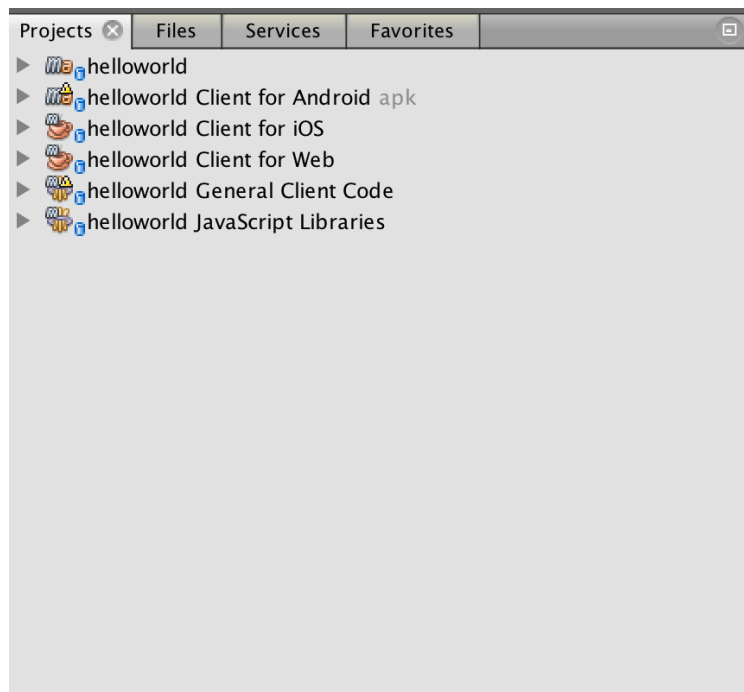 Projects Files Services Favorites
helloworld
helloworld Client for Android apk
helloworld Client for iOS
helloworld Client for Web
helloworld General Client Code
helloworld JavaScript Libraries